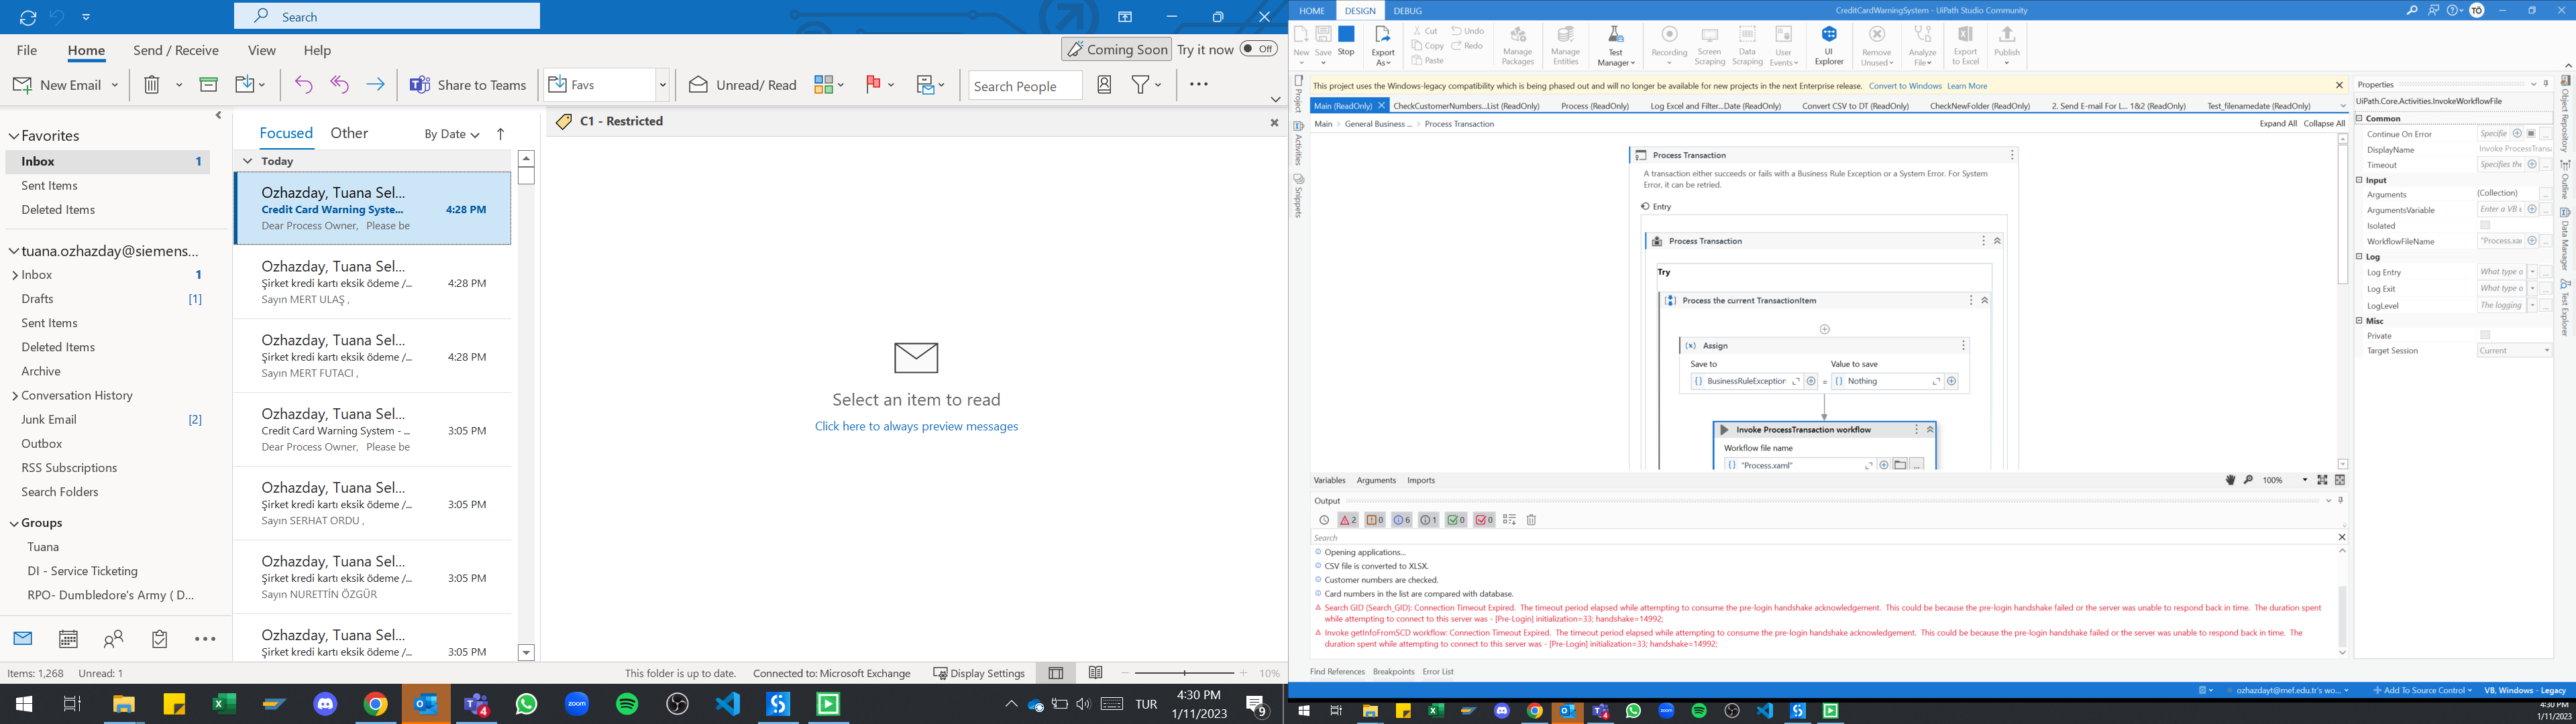 Search
File
Home
Send / Receive
View
Help
Coming Soon
Try it now
Off
New Email
Share to Teams
Favs
Unread/ Read
Search People
Favorites
Inbox 1
Sent Items
Deleted Items
tuana.ozhazday@siemens...
Inbox 1
Drafts [1]
Sent Items
Deleted Items
Archive
Conversation History
Junk Email [2]
Outbox
RSS Subscriptions
Search Folders
Groups
Tuana
DI - Service Ticketing
RPO- Dumbledore's Army ( D...
Focused Other
By Date
Today
Ozhazday, Tuana Sel...
Credit Card Warning Syste... 4:28 PM
Dear Process Owner, Please be
Ozhazday, Tuana Sel...
Şirket kredi kartı eksik ödeme /... 4:28 PM
Sayın MERT ULAŞ ,
Ozhazday, Tuana Sel...
Şirket kredi kartı eksik ödeme /... 4:28 PM
Sayın MERT FUTACI ,
Ozhazday, Tuana Sel...
Credit Card Warning System - ... 3:05 PM
Dear Process Owner, Please be
Ozhazday, Tuana Sel...
Şirket kredi kartı eksik ödeme /... 3:05 PM
Sayın SERHAT ORDU ,
Ozhazday, Tuana Sel...
Şirket kredi kartı eksik ödeme /... 3:05 PM
Sayın NURETTİN ÖZGÜR
Ozhazday, Tuana Sel...
Şirket kredi kartı eksik ödeme /... 3:05 PM
C1 - Restricted
Select an item to read
Click here to always preview messages
Items: 1,268 Unread: 1
This folder is up to date.
Connected to: Microsoft Exchange
Display Settings
10%
zoom
4
TUR
4:30 PM
1/11/2023
9
HOME DESIGN DEBUG
CreditCardWarningSystem - UiPath Studio Community
TÖ
New
Save
Stop
Export As
Cut
Copy
Paste
Undo
Redo
Manage Packages
Manage Entities
Test Manager
Recording
Screen Scraping
Data Scraping
User Events
UI Explorer
Remove Unused
Analyze File
Export to Excel
Publish
This project uses the Windows-legacy compatibility which is being phased out and will no longer be available for new projects in the next Enterprise release. Convert to Windows Learn More
Main (ReadOnly)
CheckCustomerNumbers...List (ReadOnly)
Process (ReadOnly)
Log Excel and Filter...Date (ReadOnly)
Convert CSV to DT (ReadOnly)
CheckNewFolder (ReadOnly)
2. Send E-mail For L... 1&2 (ReadOnly)
Test_filenamedate (ReadOnly)
Main > General Business ... > Process Transaction
Expand All Collapse All
Project
Activities
Snippets
Process Transaction
A transaction either succeeds or fails with a Business Rule Exception or a System Error. For System
Error, it can be retried.
Entry
Process Transaction
Try
Process the current TransactionItem
Assign
Save to
Value to save
BusinessRuleException
=
Nothing
Invoke ProcessTransaction workflow
Workflow file name
"Process.xaml"
Variables Arguments Imports
100%
Output
2
0
6
1
0
0
Search
Opening applications...
CSV file is converted to XLSX.
Customer numbers are checked.
Card numbers in the list are compared with database.
Search GID (Search_GID): Connection Timeout Expired. The timeout period elapsed while attempting to consume the pre-login handshake acknowledgement. This could be because the pre-login handshake failed or the server was unable to respond back in time. The duration spent
while attempting to connect to this server was - [Pre-Login] initialization=33; handshake=14992;
Invoke getInfoFromSCD workflow: Connection Timeout Expired. The timeout period elapsed while attempting to consume the pre-login handshake acknowledgement. This could be because the pre-login handshake failed or the server was unable to respond back in time. The
duration spent while attempting to connect to this server was - [Pre-Login] initialization=33; handshake=14992;
Find References Breakpoints Error List
Properties
UiPath.Core.Activities.InvokeWorkflowFile
Common
Continue On Error Specifie
DisplayName Invoke ProcessTransa
Timeout Specifies the
Input
Arguments (Collection)
ArgumentsVariable Enter a VB e
Isolated
WorkflowFileName "Process.xar
Log
Log Entry What type o
Log Exit What type o
LogLevel The logging
Misc
Private
Target Session Current
Object Repository
Outline
Data Manager
Test Explorer
ozhazdayt@mef.edu.tr's wo...
Add To Source Control
VB, Windows - Legacy
zoom
4
4:30 PM
1/11/2023